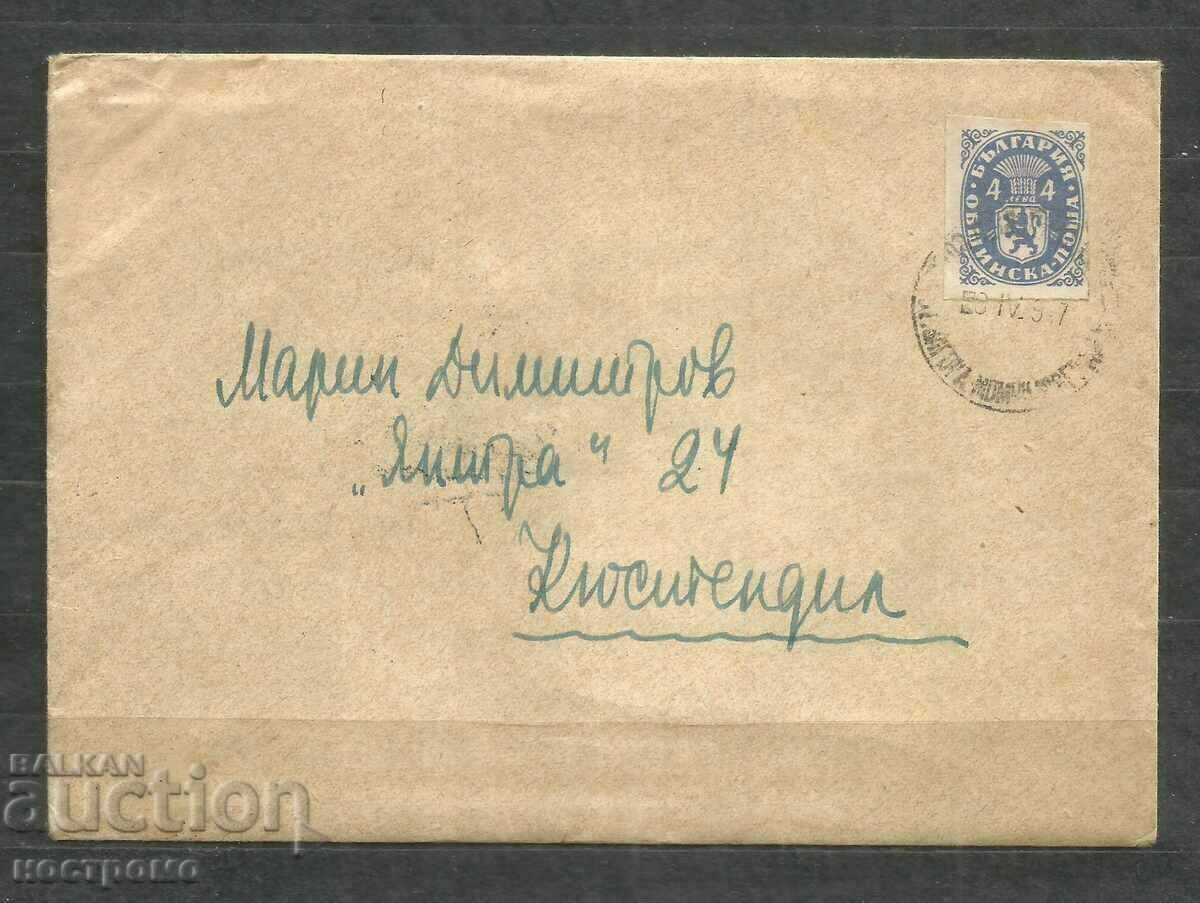 БЪЛГАРИЯ
4 4
ЛЕВА
ОБЩИНСКА·ПОЩА
Марин Димитров
„Янтра“ 24
Кюстендил
BALKAN
auction
ностромо